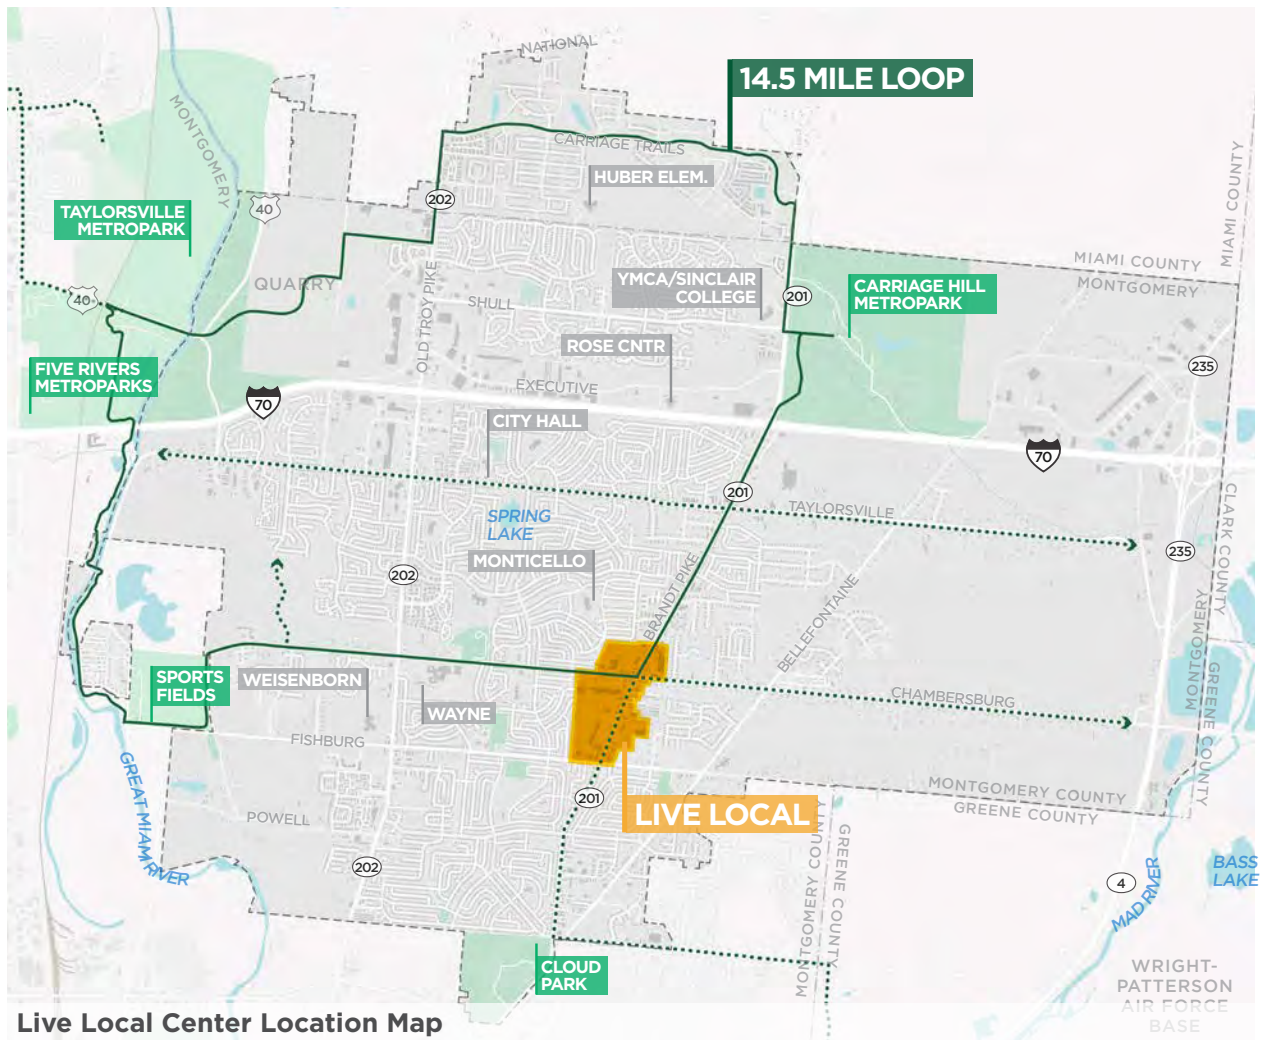 NATIONAL
14.5 MILE LOOP
MONTGOMERY
CARRIAGE TRAILS
HUBER ELEM.
202
40
TAYLORSVILLE
METROPARK
MIAMI COUNTY
MIAMI COUNTY
MONTGOMERY
QUARRY
YMCA/SINCLAIR
COLLEGE
201
CARRIAGE HILL
METROPARK
40
SHULL
OLD TROY PIKE
ROSE CNTR
235
FIVE RIVERS
METROPARKS
EXECUTIVE
70
CITY HALL
70
201
TAYLORSVILLE
SPRING
LAKE
CLARK COUNTY
235
MONTICELLO
202
BRANDT PIKE
BELLEFONTAINE
MONTGOMERY
GREENE COUNTY
SPORTS
FIELDS
WEISENBORN
WAYNE
CHAMBERSBURG
FISHBURG
GREAT MIAMI
RIVER
201
LIVE LOCAL
MONTGOMERY COUNTY
GREENE COUNTY
POWELL
202
MONTGOMERY COUNTY
GREENE COUNTY
4
MAD RIVER
BASS
LAKE
CLOUD
PARK
WRIGHT-
PATTERSON
AIR FORCE
BASE
Live Local Center Location Map